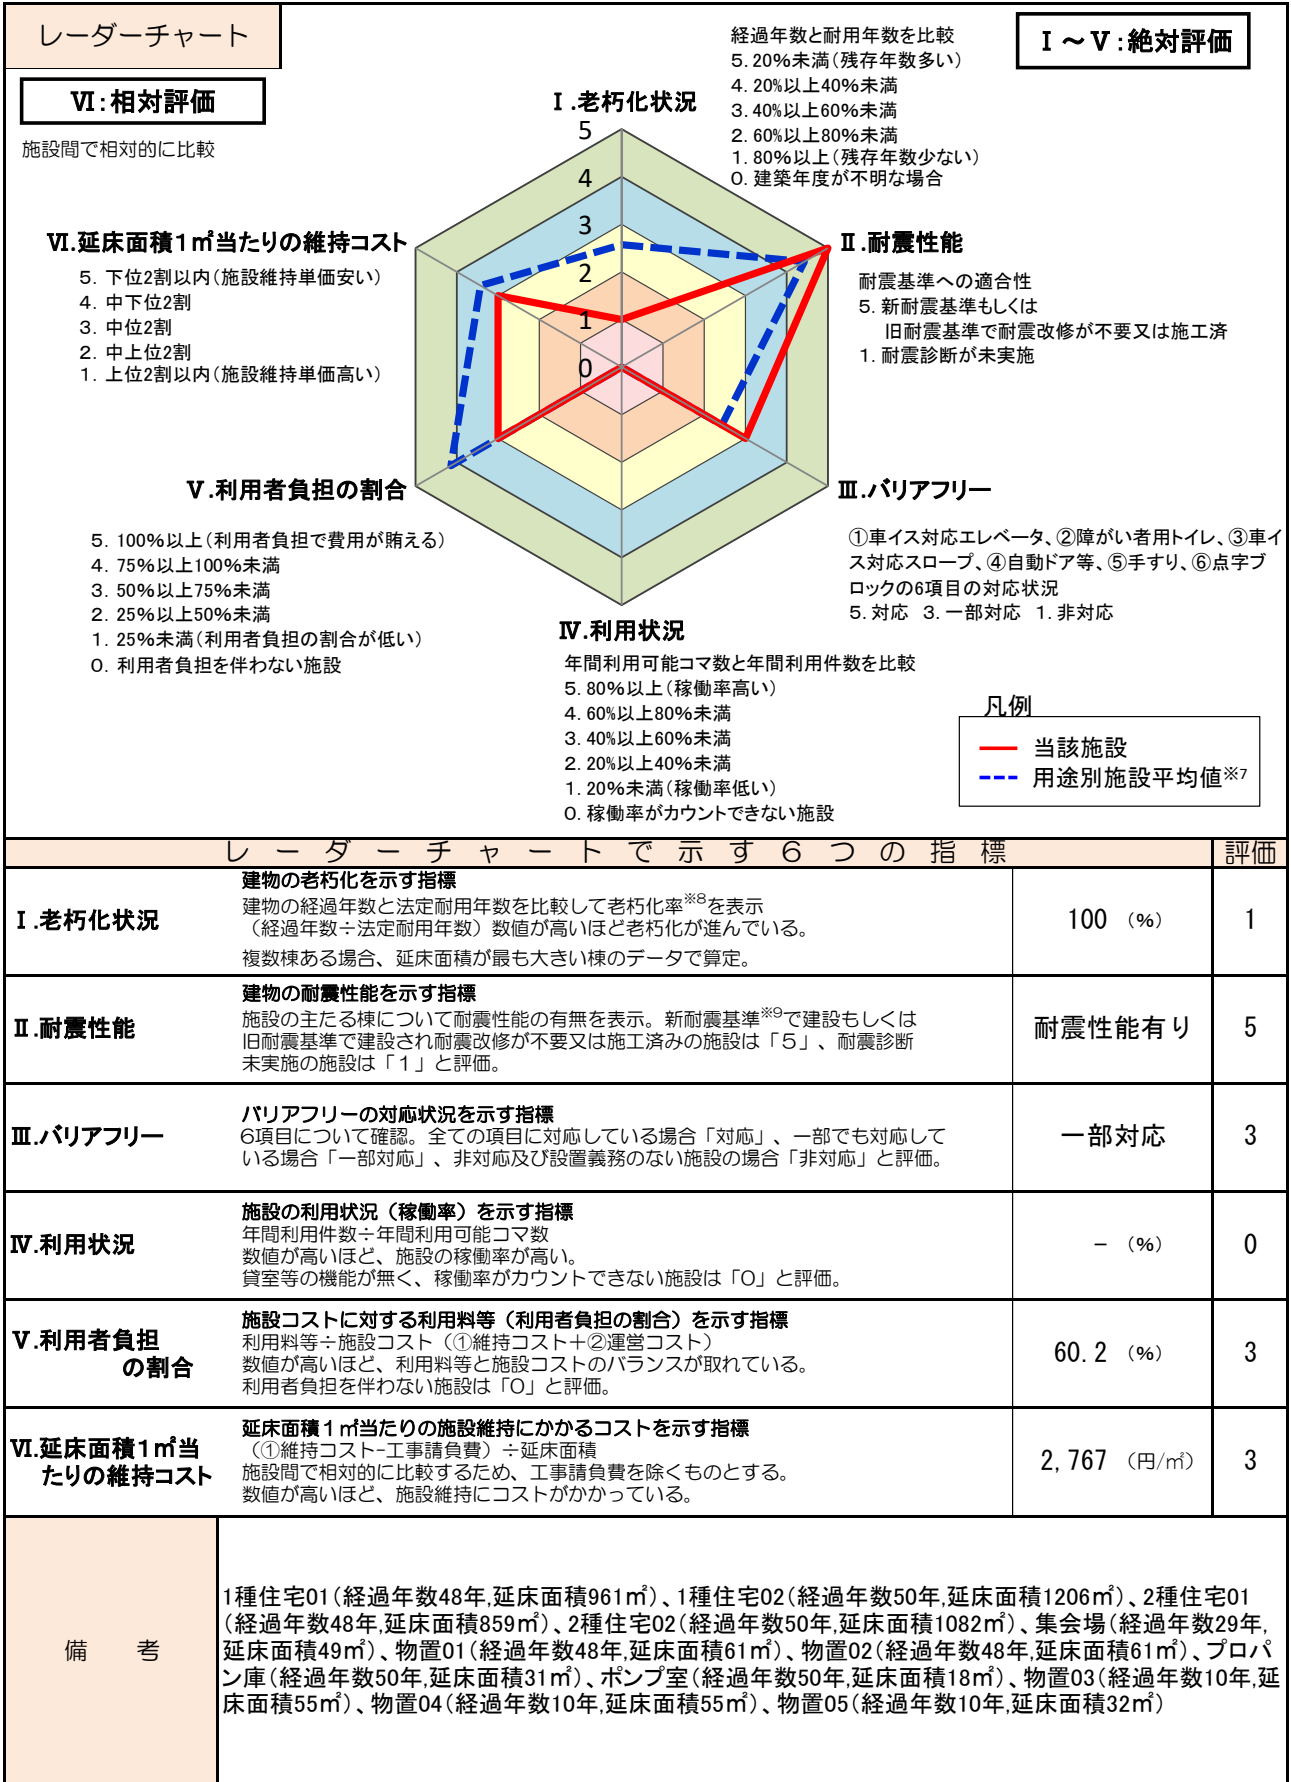 レーダーチャート
Ⅰ～Ⅴ：絶対評価
Ⅵ：相対評価
施設間で相対的に比較
経過年数と耐用年数を比較
5．20％未満（残存年数多い）
4．20%以上40％未満
3．40%以上60％未満
2．60%以上80％未満
1．80％以上（残存年数少ない）
0．建築年度が不明な場合
Ⅰ.老朽化状況
5
4
3
2
1
0
Ⅵ.延床面積１㎡当たりの維持コスト
5．下位2割以内（施設維持単価安い）
4．中下位2割
3．中位2割
2．中上位2割
1．上位2割以内（施設維持単価高い）
Ⅱ.耐震性能
耐震基準への適合性
5．新耐震基準もしくは
旧耐震基準で耐震改修が不要又は施工済
1．耐震診断が未実施
Ⅴ.利用者負担の割合
5．100％以上（利用者負担で費用が賄える）
4．75％以上100％未満
3．50％以上75％未満
2．25％以上50％未満
1．25％未満（利用者負担の割合が低い）
0．利用者負担を伴わない施設
Ⅲ.バリアフリー
①車イス対応エレベータ、②障がい者用トイレ、③車イ
ス対応スロープ、④自動ドア等、⑤手すり、⑥点字ブ
ロックの6項目の対応状況
5．対応　3．一部対応　1．非対応
Ⅳ.利用状況
年間利用可能コマ数と年間利用件数を比較
5．80％以上（稼働率高い）
4．60%以上80％未満
3．40%以上60％未満
2．20%以上40％未満
1．20％未満（稼働率低い）
0．稼働率がカウントできない施設
凡例
当該施設
用途別施設平均値※7
レーダーチャートで示す６つの指標　評価
Ⅰ.老朽化状況
建物の老朽化を示す指標
建物の経過年数と法定耐用年数を比較して老朽化率※8を表示
（経過年数÷法定耐用年数）数値が高いほど老朽化が進んでいる。
複数棟ある場合、延床面積が最も大きい棟のデータで算定。
100 （%）　1
Ⅱ.耐震性能
建物の耐震性能を示す指標
施設の主たる棟について耐震性能の有無を表示。新耐震基準※9で建設もしくは
旧耐震基準で建設され耐震改修が不要又は施工済みの施設は「５」、耐震診断
未実施の施設は「１」と評価。
耐震性能有り　5
Ⅲ.バリアフリー
バリアフリーの対応状況を示す指標
6項目について確認。全ての項目に対応している場合「対応」、一部でも対応して
いる場合「一部対応」、非対応及び設置義務のない施設の場合「非対応」と評価。
一部対応　3
Ⅳ.利用状況
施設の利用状況（稼働率）を示す指標
年間利用件数÷年間利用可能コマ数
数値が高いほど、施設の稼働率が高い。
貸室等の機能が無く、稼働率がカウントできない施設は「０」と評価。
－ （%）　0
Ⅴ.利用者負担
の割合
施設コストに対する利用料等（利用者負担の割合）を示す指標
利用料等÷施設コスト（①維持コスト＋②運営コスト）
数値が高いほど、利用料等と施設コストのバランスが取れている。
利用者負担を伴わない施設は「０」と評価。
60.2 （%）　3
Ⅵ.延床面積１㎡当
たりの維持コスト
延床面積１㎡当たりの施設維持にかかるコストを示す指標
（①維持コスト-工事請負費）÷延床面積
施設間で相対的に比較するため、工事請負費を除くものとする。
数値が高いほど、施設維持にコストがかかっている。
2,767 （円/㎡）　3
備　考
1種住宅01（経過年数48年,延床面積961㎡）、1種住宅02（経過年数50年,延床面積1206㎡）、2種住宅01
（経過年数48年,延床面積859㎡）、2種住宅02（経過年数50年,延床面積1082㎡）、集会場（経過年数29年,
延床面積49㎡）、物置01（経過年数48年,延床面積61㎡）、物置02（経過年数48年,延床面積61㎡）、プロパ
ン庫（経過年数50年,延床面積31㎡）、ポンプ室（経過年数50年,延床面積18㎡）、物置03（経過年数10年,延
床面積55㎡）、物置04（経過年数10年,延床面積55㎡）、物置05（経過年数10年,延床面積32㎡）